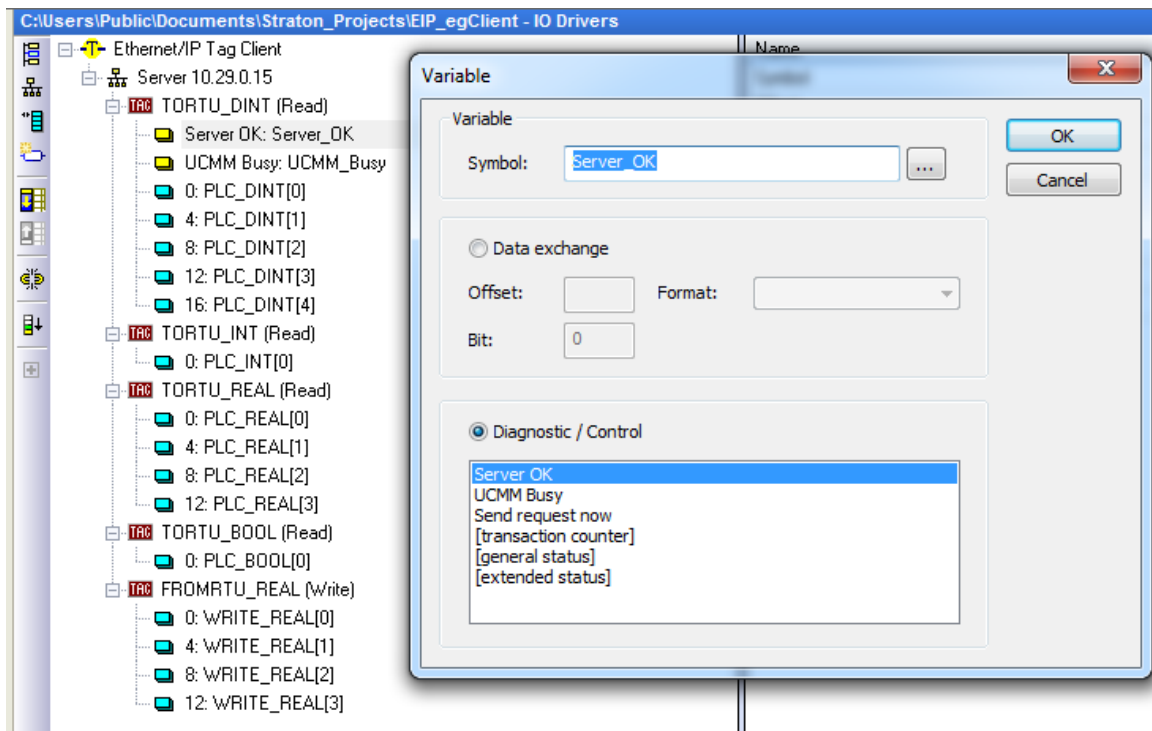 C:\Users\Public\Documents\Straton_Projects\EIP_egClient - IO Drivers
Ethernet/IP Tag Client
Server 10.29.0.15
TAG TORTU_DINT (Read)
Server OK: Server_OK
UCMM Busy: UCMM_Busy
0: PLC_DINT[0]
4: PLC_DINT[1]
8: PLC_DINT[2]
12: PLC_DINT[3]
16: PLC_DINT[4]
TAG TORTU_INT (Read)
0: PLC_INT[0]
TAG TORTU_REAL (Read)
0: PLC_REAL[0]
4: PLC_REAL[1]
8: PLC_REAL[2]
12: PLC_REAL[3]
TAG TORTU_BOOL (Read)
0: PLC_BOOL[0]
TAG FROMRTU_REAL (Write)
0: WRITE_REAL[0]
4: WRITE_REAL[1]
8: WRITE_REAL[2]
12: WRITE_REAL[3]
Name
Variable
Variable
Symbol: Server_OK ...
OK
Cancel
Data exchange
Offset: Format:
Bit: 0
Diagnostic / Control
Server OK
UCMM Busy
Send request now
[transaction counter]
[general status]
[extended status]